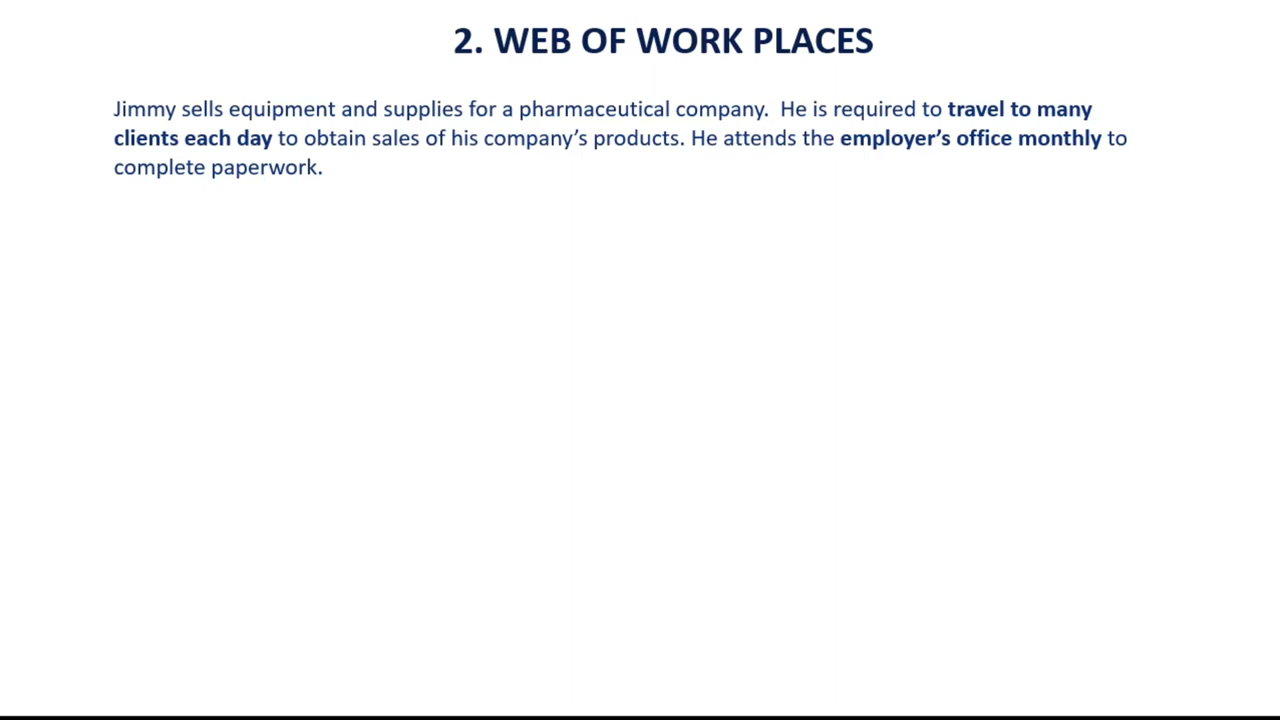 2. WEB OF WORK PLACES
Jimmy sells equipment and supplies for a pharmaceutical company.  He is required to travel to many
clients each day to obtain sales of his company’s products. He attends the employer’s office monthly to
complete paperwork.